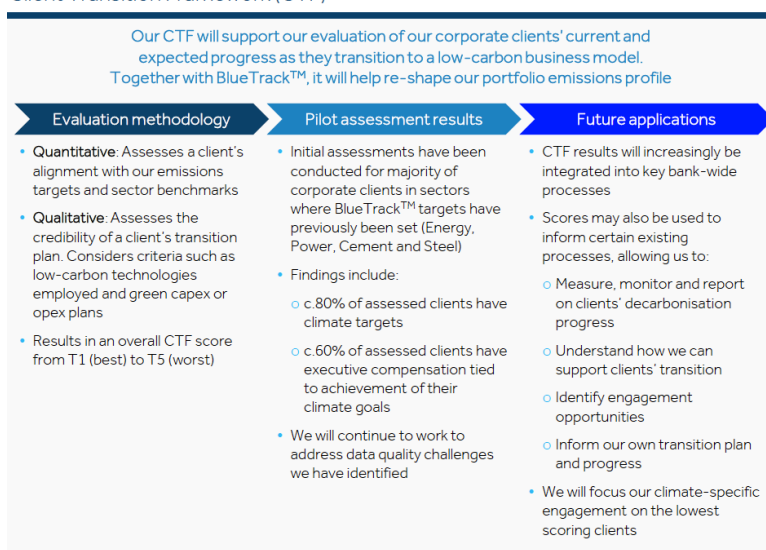 Client Transition Framework (CTF)
Our CTF will support our evaluation of our corporate clients' current and
expected progress as they transition to a low-carbon business model.
Together with BlueTrack™, it will help re-shape our portfolio emissions profile
Evaluation methodology
• Quantitative: Assesses a client's
alignment with our emissions
targets and sector benchmarks
• Qualitative: Assesses the
credibility of a client's transition
plan. Considers criteria such as
low-carbon technologies
employed and green capex or
opex plans
• Results in an overall CTF score
from T1 (best) to T5 (worst)
Pilot assessment results
• Initial assessments have been
conducted for majority of
corporate clients in sectors
where BlueTrack™ targets have
previously been set (Energy,
Power, Cement and Steel)
• Findings include:
o c.80% of assessed clients have
climate targets
o c.60% of assessed clients have
executive compensation tied
to achievement of their
climate goals
• We will continue to work to
address data quality challenges
we have identified
Future applications
• CTF results will increasingly be
integrated into key bank-wide
processes
• Scores may also be used to
inform certain existing
processes, allowing us to:
o Measure, monitor and report
on clients' decarbonisation
progress
o Understand how we can
support clients' transition
o Identify engagement
opportunities
o Inform our own transition plan
and progress
• We will focus our climate-specific
engagement on the lowest
scoring clients